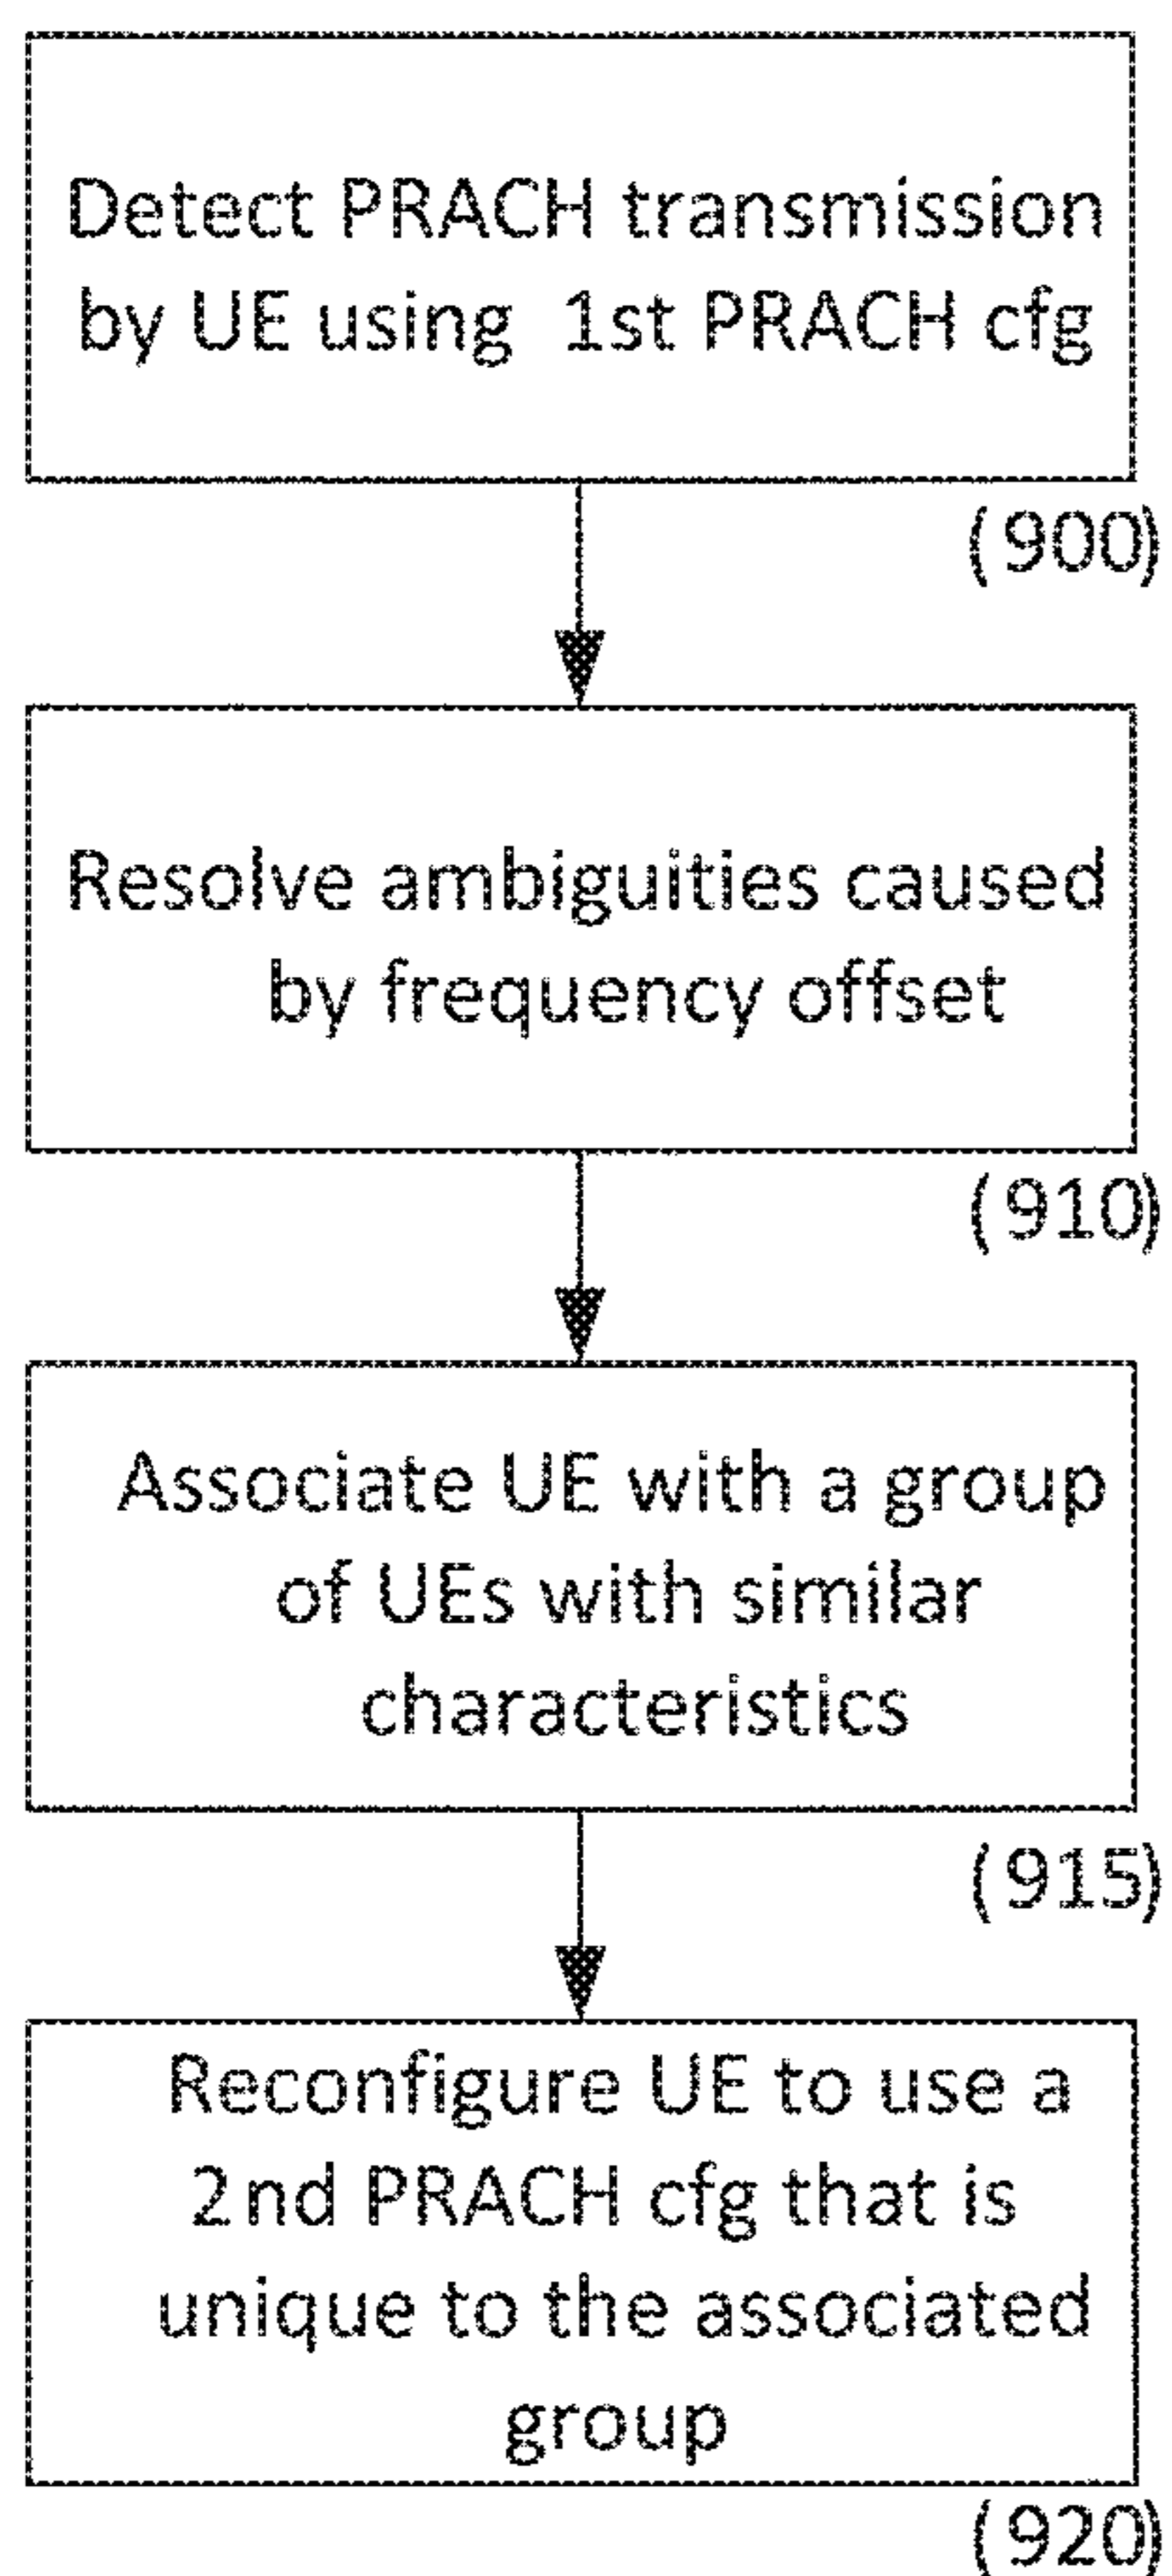 Detect PRACH transmission
by UE using 1st PRACH cfg
(900)
Resolve ambiguities caused
by frequency offset
(910)
Associate UE with a group
of UEs with similar
characteristics
(915)
Reconfigure UE to use a
2nd PRACH cfg that is
unique to the associated
group
(920)